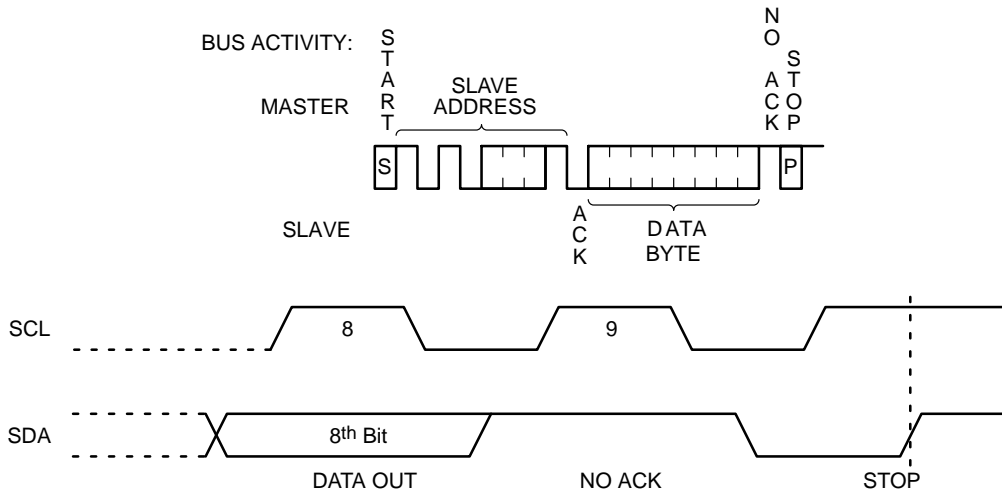 BUS ACTIVITY:
START
NO ACK
STOP
MASTER
SLAVE
ADDRESS
S
P
SLAVE
ACK
DATA
BYTE
SCL
8
9
SDA
8th Bit
DATA OUT
NO ACK
STOP